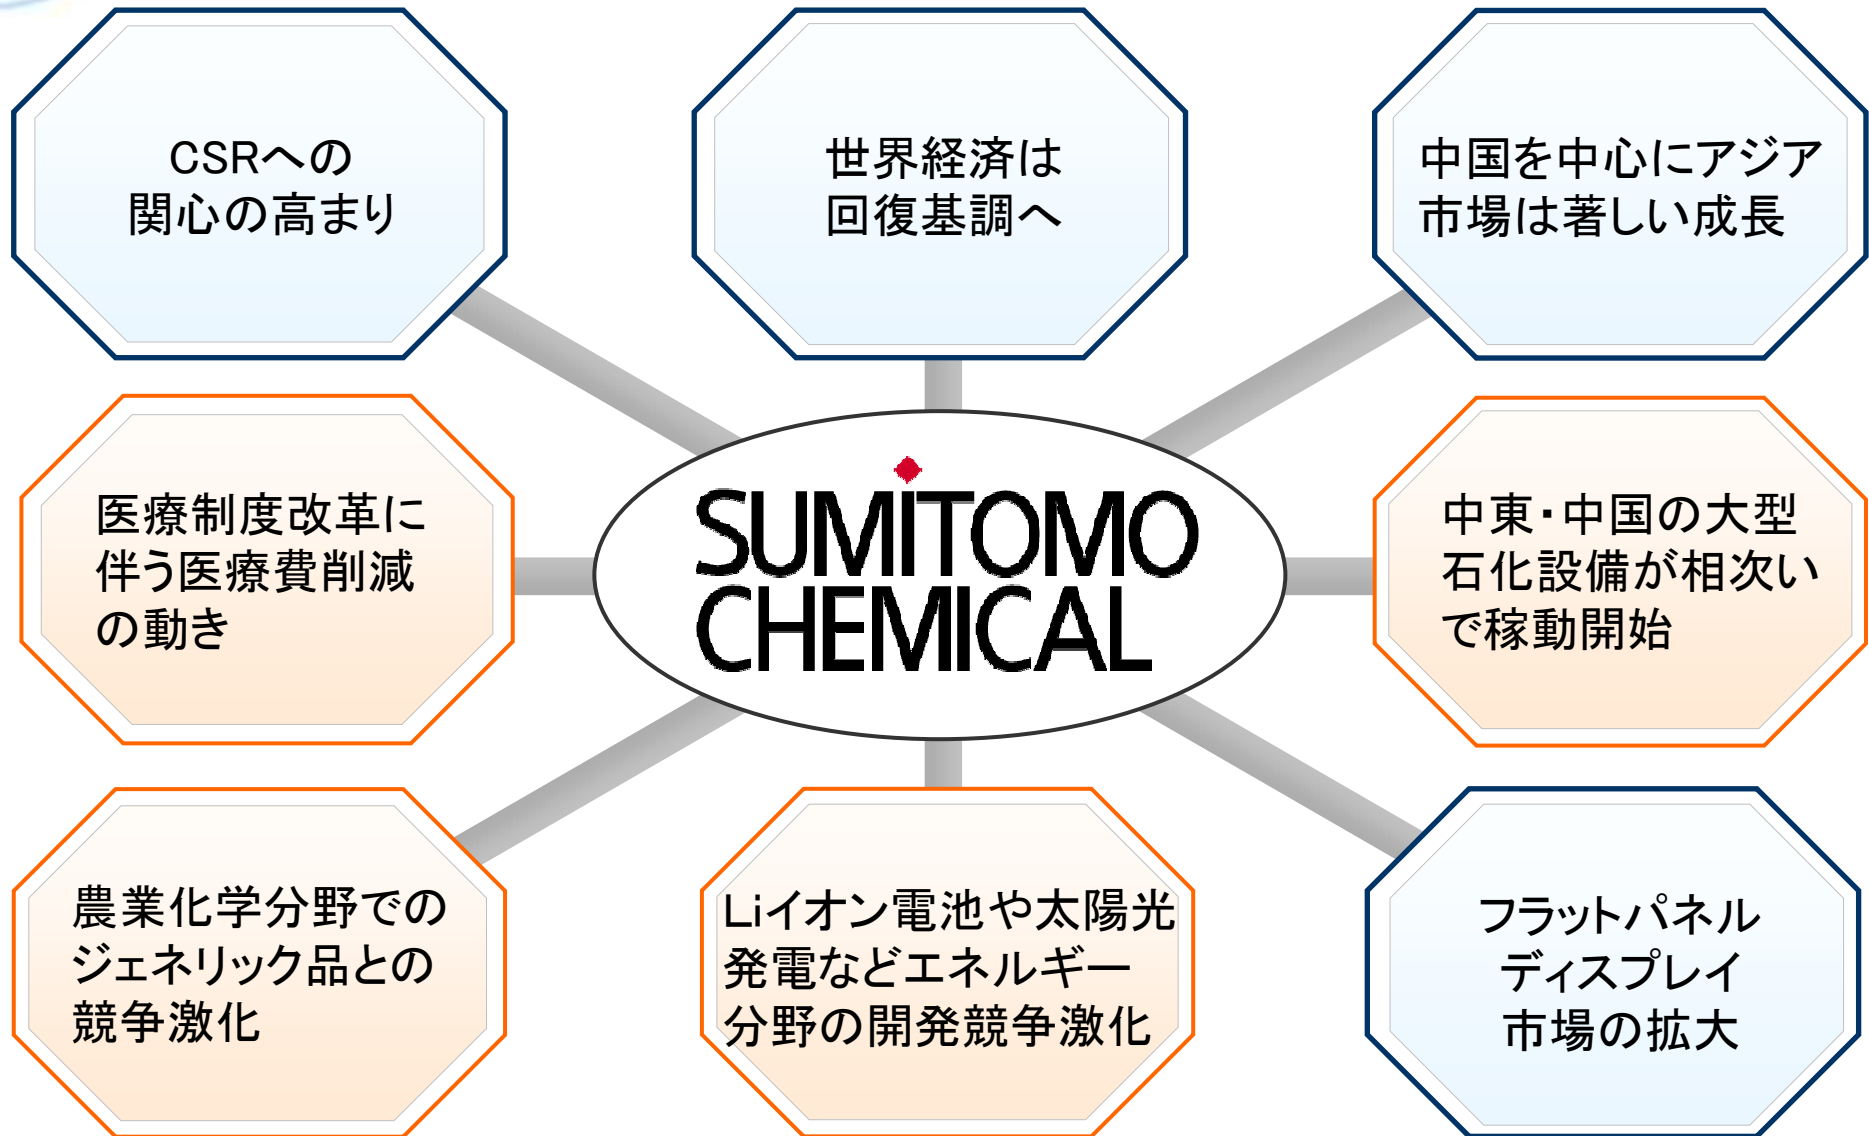 CSRへの
関心の高まり
世界経済は
回復基調へ
中国を中心にアジア
市場は著しい成長
医療制度改革に
伴う医療費削減
の動き
SUMITOMO
CHEMICAL
中東・中国の大型
石化設備が相次い
で稼動開始
農業化学分野での
ジェネリック品との
競争激化
Liイオン電池や太陽光
発電などエネルギー
分野の開発競争激化
フラットパネル
ディスプレイ
市場の拡大